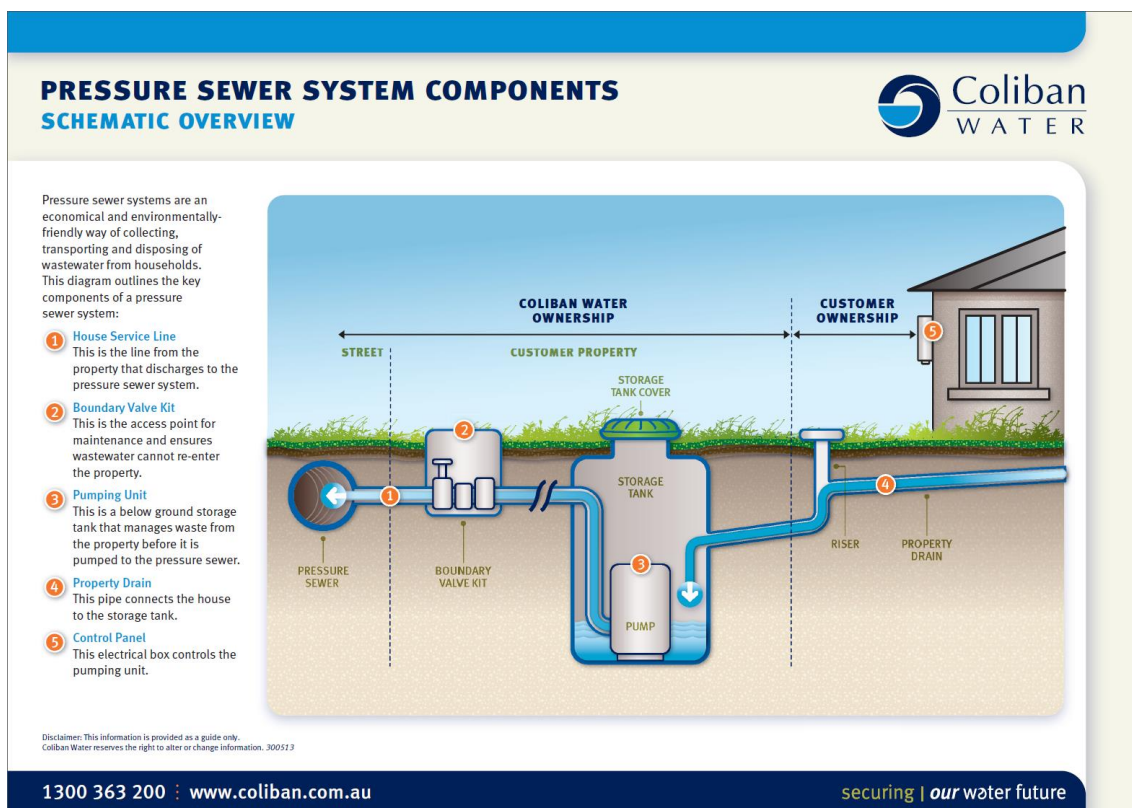 PRESSURE SEWER SYSTEM COMPONENTS
SCHEMATIC OVERVIEW
Coliban
WATER
Pressure sewer systems are an
economical and environmentally-
friendly way of collecting,
transporting and disposing of
wastewater from households.
This diagram outlines the key
components of a pressure
sewer system:
1 House Service Line
This is the line from the
property that discharges to the
pressure sewer system.
2 Boundary Valve Kit
This is the access point for
maintenance and ensures
wastewater cannot re-enter
the property.
3 Pumping Unit
This is a below ground storage
tank that manages waste from
the property before it is
pumped to the pressure sewer.
4 Property Drain
This pipe connects the house
to the storage tank.
5 Control Panel
This electrical box controls the
pumping unit.
COLIBAN WATER
OWNERSHIP
CUSTOMER
OWNERSHIP
5
STREET
CUSTOMER PROPERTY
STORAGE
TANK COVER
2
STORAGE
TANK
1
4
PRESSURE
SEWER
BOUNDARY
VALVE KIT
3
PUMP
RISER
PROPERTY
DRAIN
Disclaimer: This information is provided as a guide only.
Coliban Water reserves the right to alter or change information. 300513
1300 363 200 www.coliban.com.au
securing | our water future